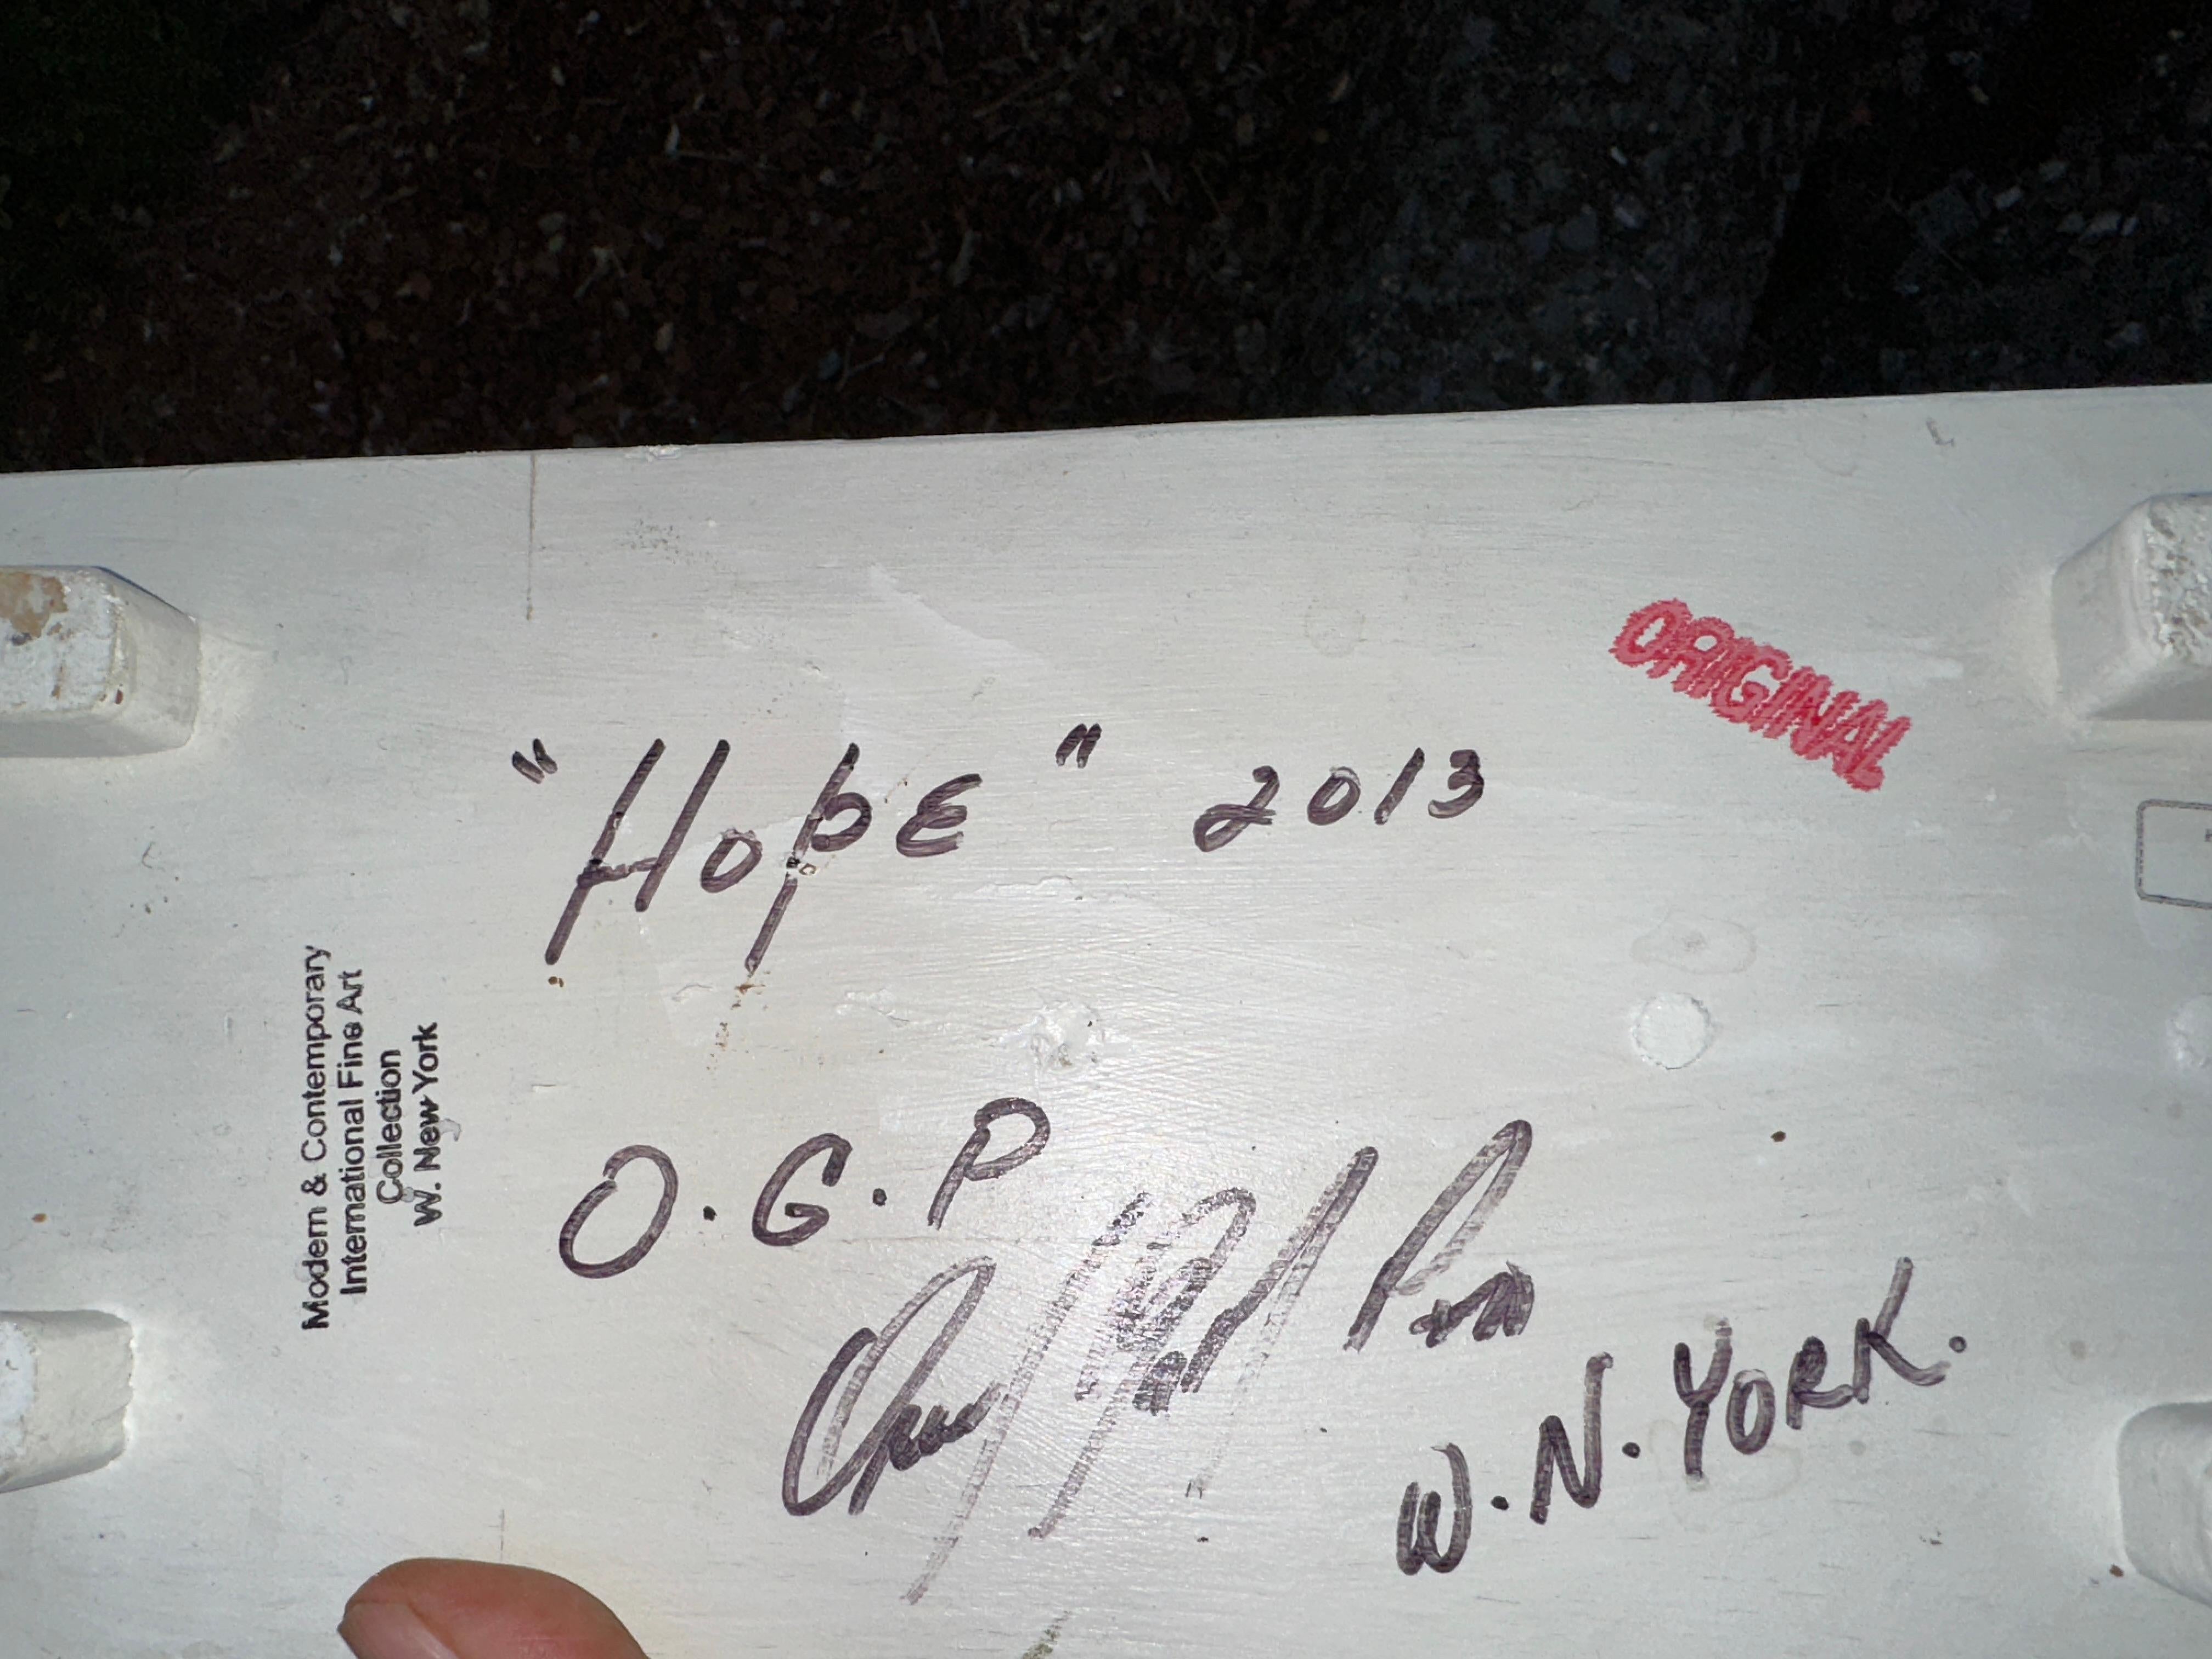 "Hope" 2013
ORIGINAL
Modern & Contemporary
International Fine Art
Collection
W. New York
O.G.P
W.N.YORK.